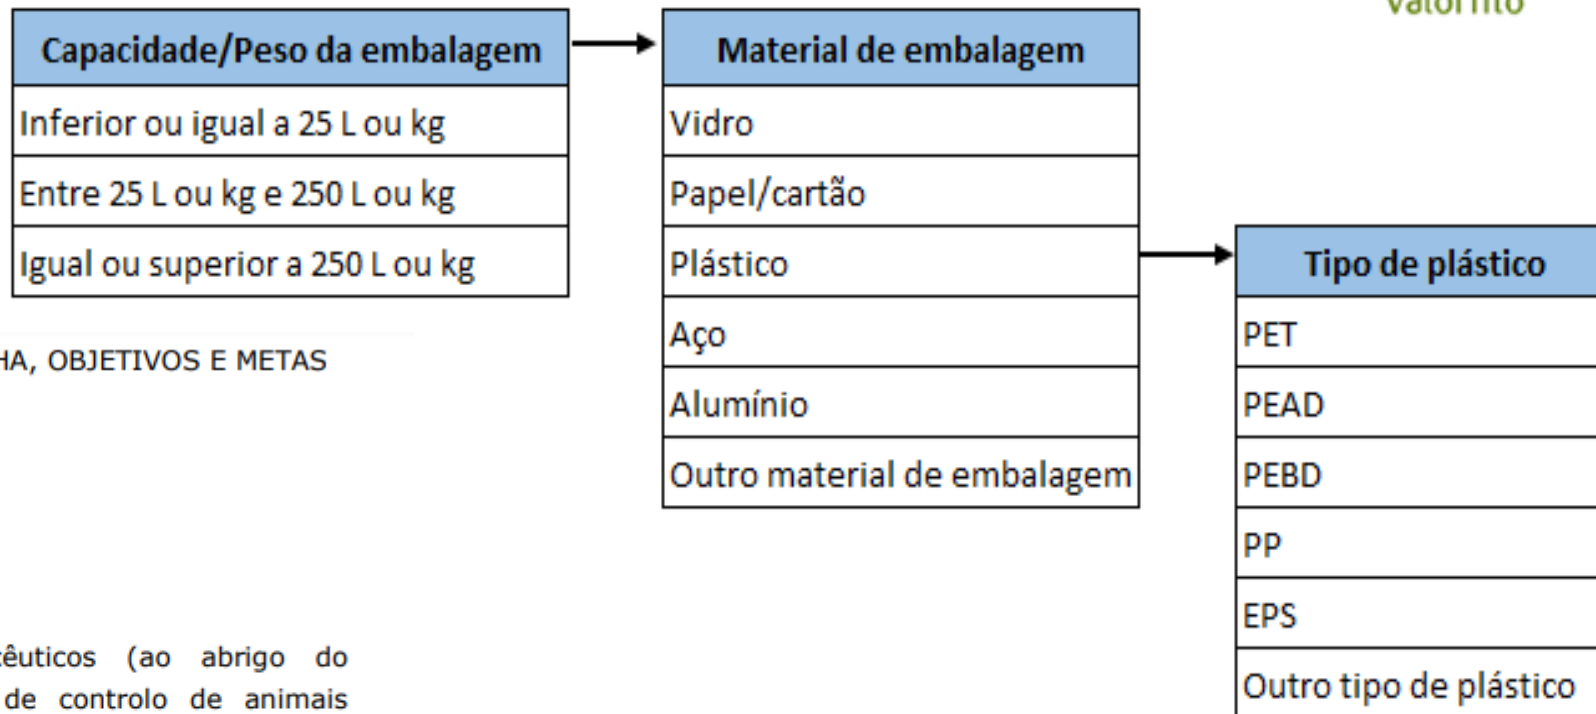 Capacidade/Peso da embalagem
Inferior ou igual a 25 L ou kg
Entre 25 L ou kg e 250 L ou kg
Igual ou superior a 250 L ou kg
Material de embalagem
Vidro
Papel/cartão
Plástico
Aço
Alumínio
Outro material de embalagem
Tipo de plástico
PET
PEAD
PEBD
PP
EPS
Outro tipo de plástico
HA, OBJETIVOS E METAS
cêuticos (ao abrigo do
de controlo de animais